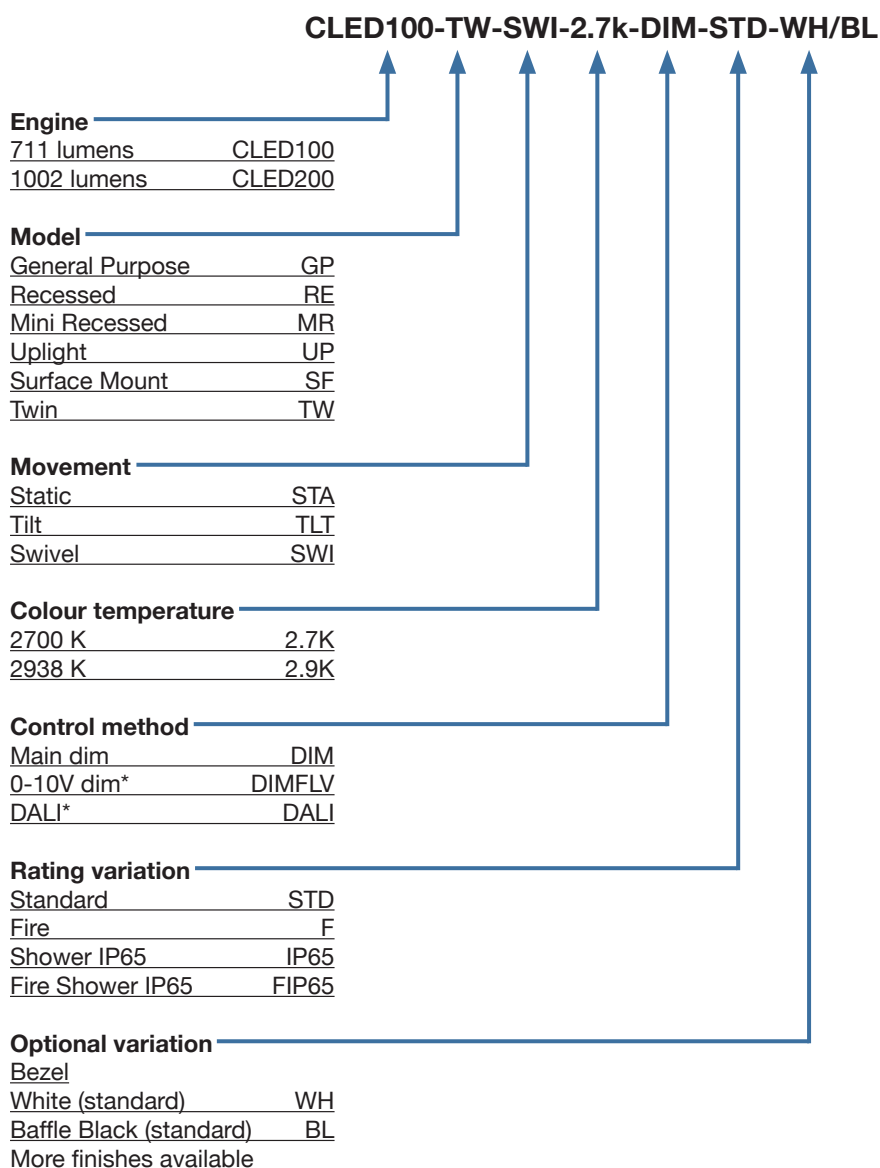 CLED100-TW-SWI-2.7k-DIM-STD-WH/BL
Engine
711 lumens CLED100
1002 lumens CLED200
Model
General Purpose GP
Recessed RE
Mini Recessed MR
Uplight UP
Surface Mount SF
Twin TW
Movement
Static STA
Tilt TLT
Swivel SWI
Colour temperature
2700 K 2.7K
2938 K 2.9K
Control method
Main dim DIM
0-10V dim* DIMFLV
DALI* DALI
Rating variation
Standard STD
Fire F
Shower IP65 IP65
Fire Shower IP65 FIP65
Optional variation
Bezel
White (standard) WH
Baffle Black (standard) BL
More finishes available